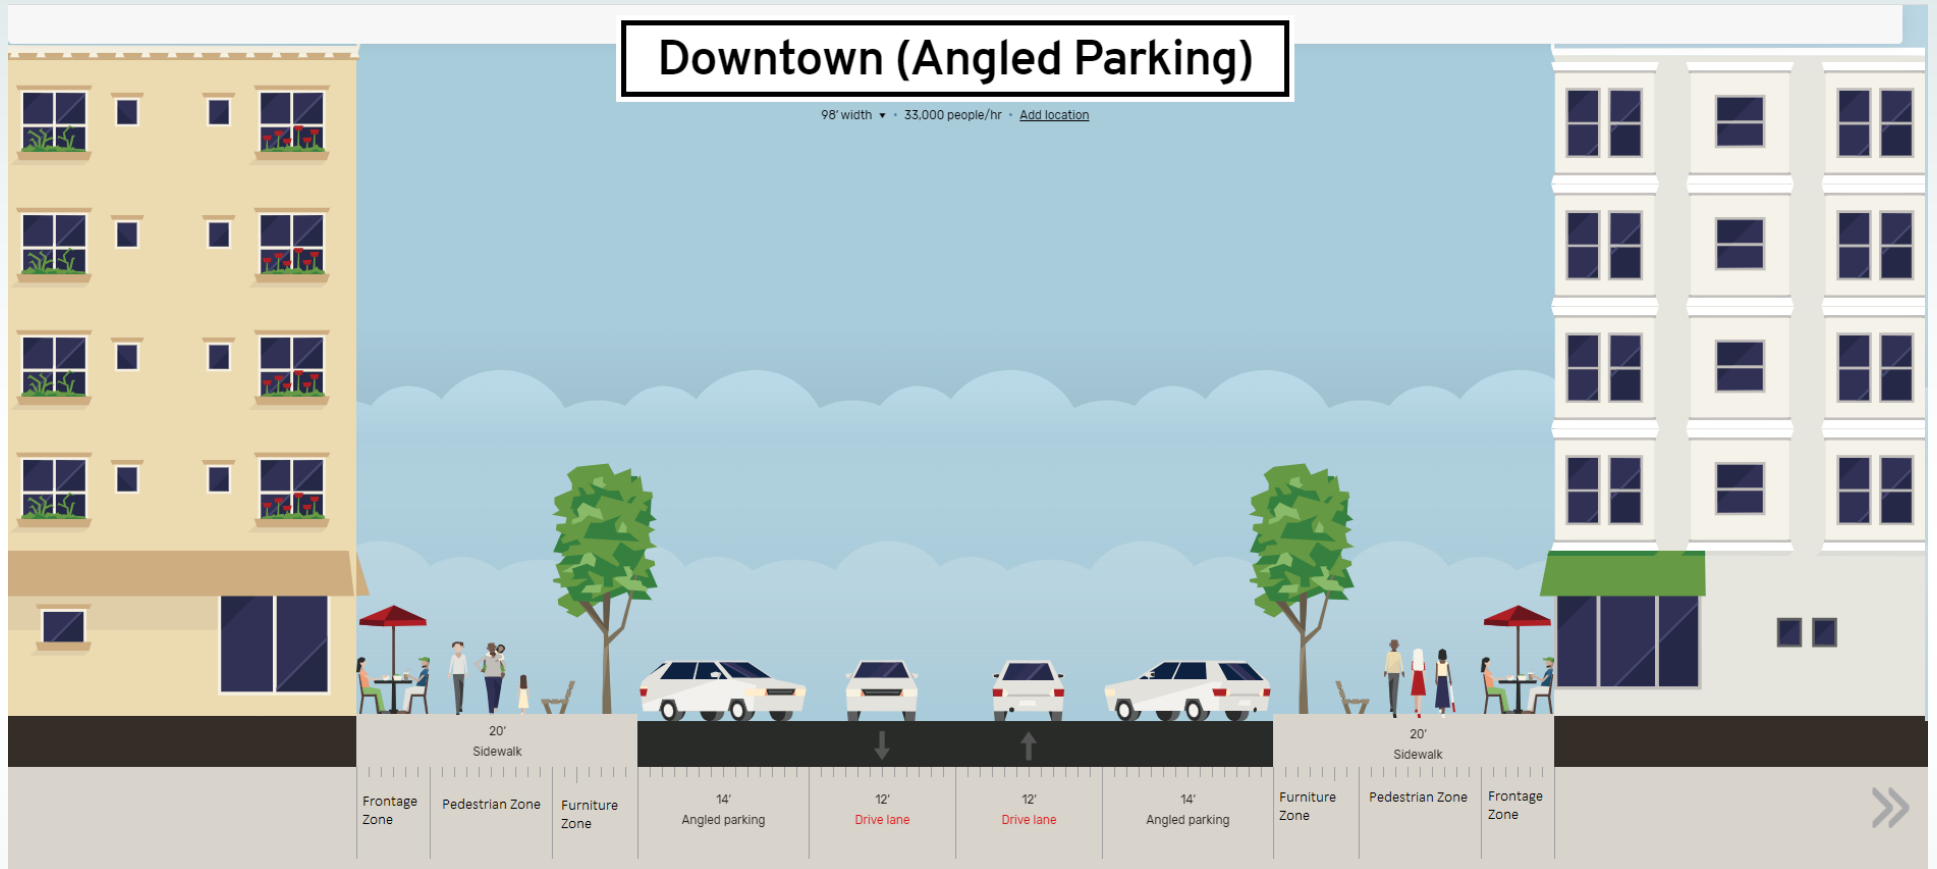 Downtown (Angled Parking)
98' width ▾ · 33,000 people/hr · Add location
20'
Sidewalk
20'
Sidewalk
Frontage
Zone
Pedestrian Zone
Furniture
Zone
14'
Angled parking
12'
Drive lane
12'
Drive lane
14'
Angled parking
Furniture
Zone
Pedestrian Zone
Frontage
Zone